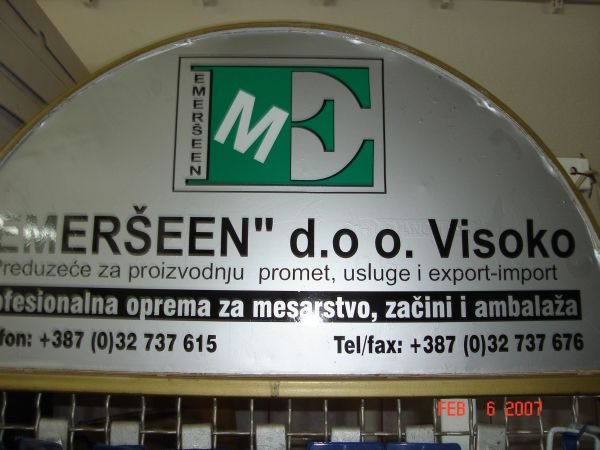 EMERŠEEN
M E
EMERŠEEN" d.o o. Visoko
Preduzeće za proizvodnju promet, usluge i export-import
ofesionalna oprema za mesarstvo, začini i ambalaža
fon: +387 (0)32 737 615 Tel/fax: +387 (0)32 737 676
FEB 6 2007